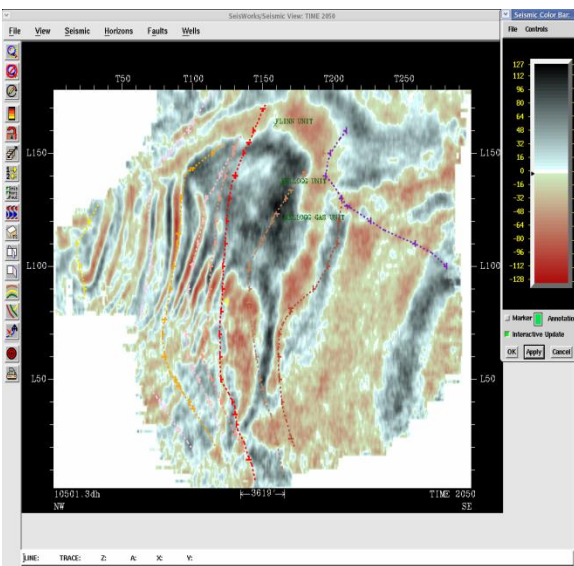 SeisWorks/Seismic View: TIME 2050
File View Seismic Horizons Faults Wells
T50 T100 T150 T200 T250
FLINN UNIT
L150 L150
KELLOGG UNIT
KELLOGG GAS UNIT
L100 L100
L50 L50
10501.3dh 3619' TIME 2050
NW SE
LINE: TRACE: Z: A: X: Y:
Seismic Color Bar:
File Controls
127
112
96
80
64
48
32
16
0
-16
-32
-48
-64
-80
-96
-112
-128
Marker Annotatio
Interactive Update
OK Apply Cancel